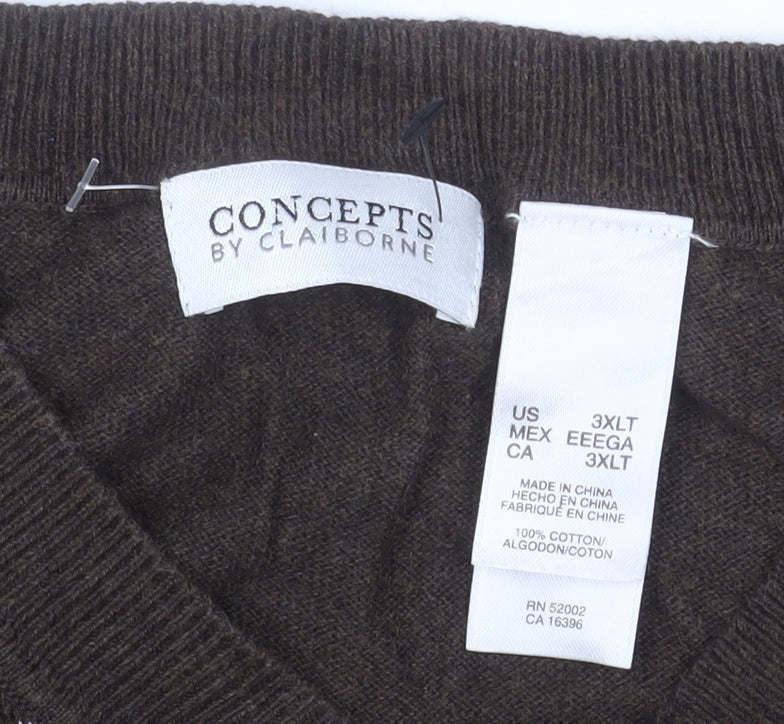 CONCEPTS
BY CLAIBORNE
US 3XLT
MEX EEEGA
CA 3XLT
MADE IN CHINA
HECHO EN CHINA
FABRIQUÉ EN CHINE
100% COTTON/
ALGODON/COTON
RN 52002
CA 16396